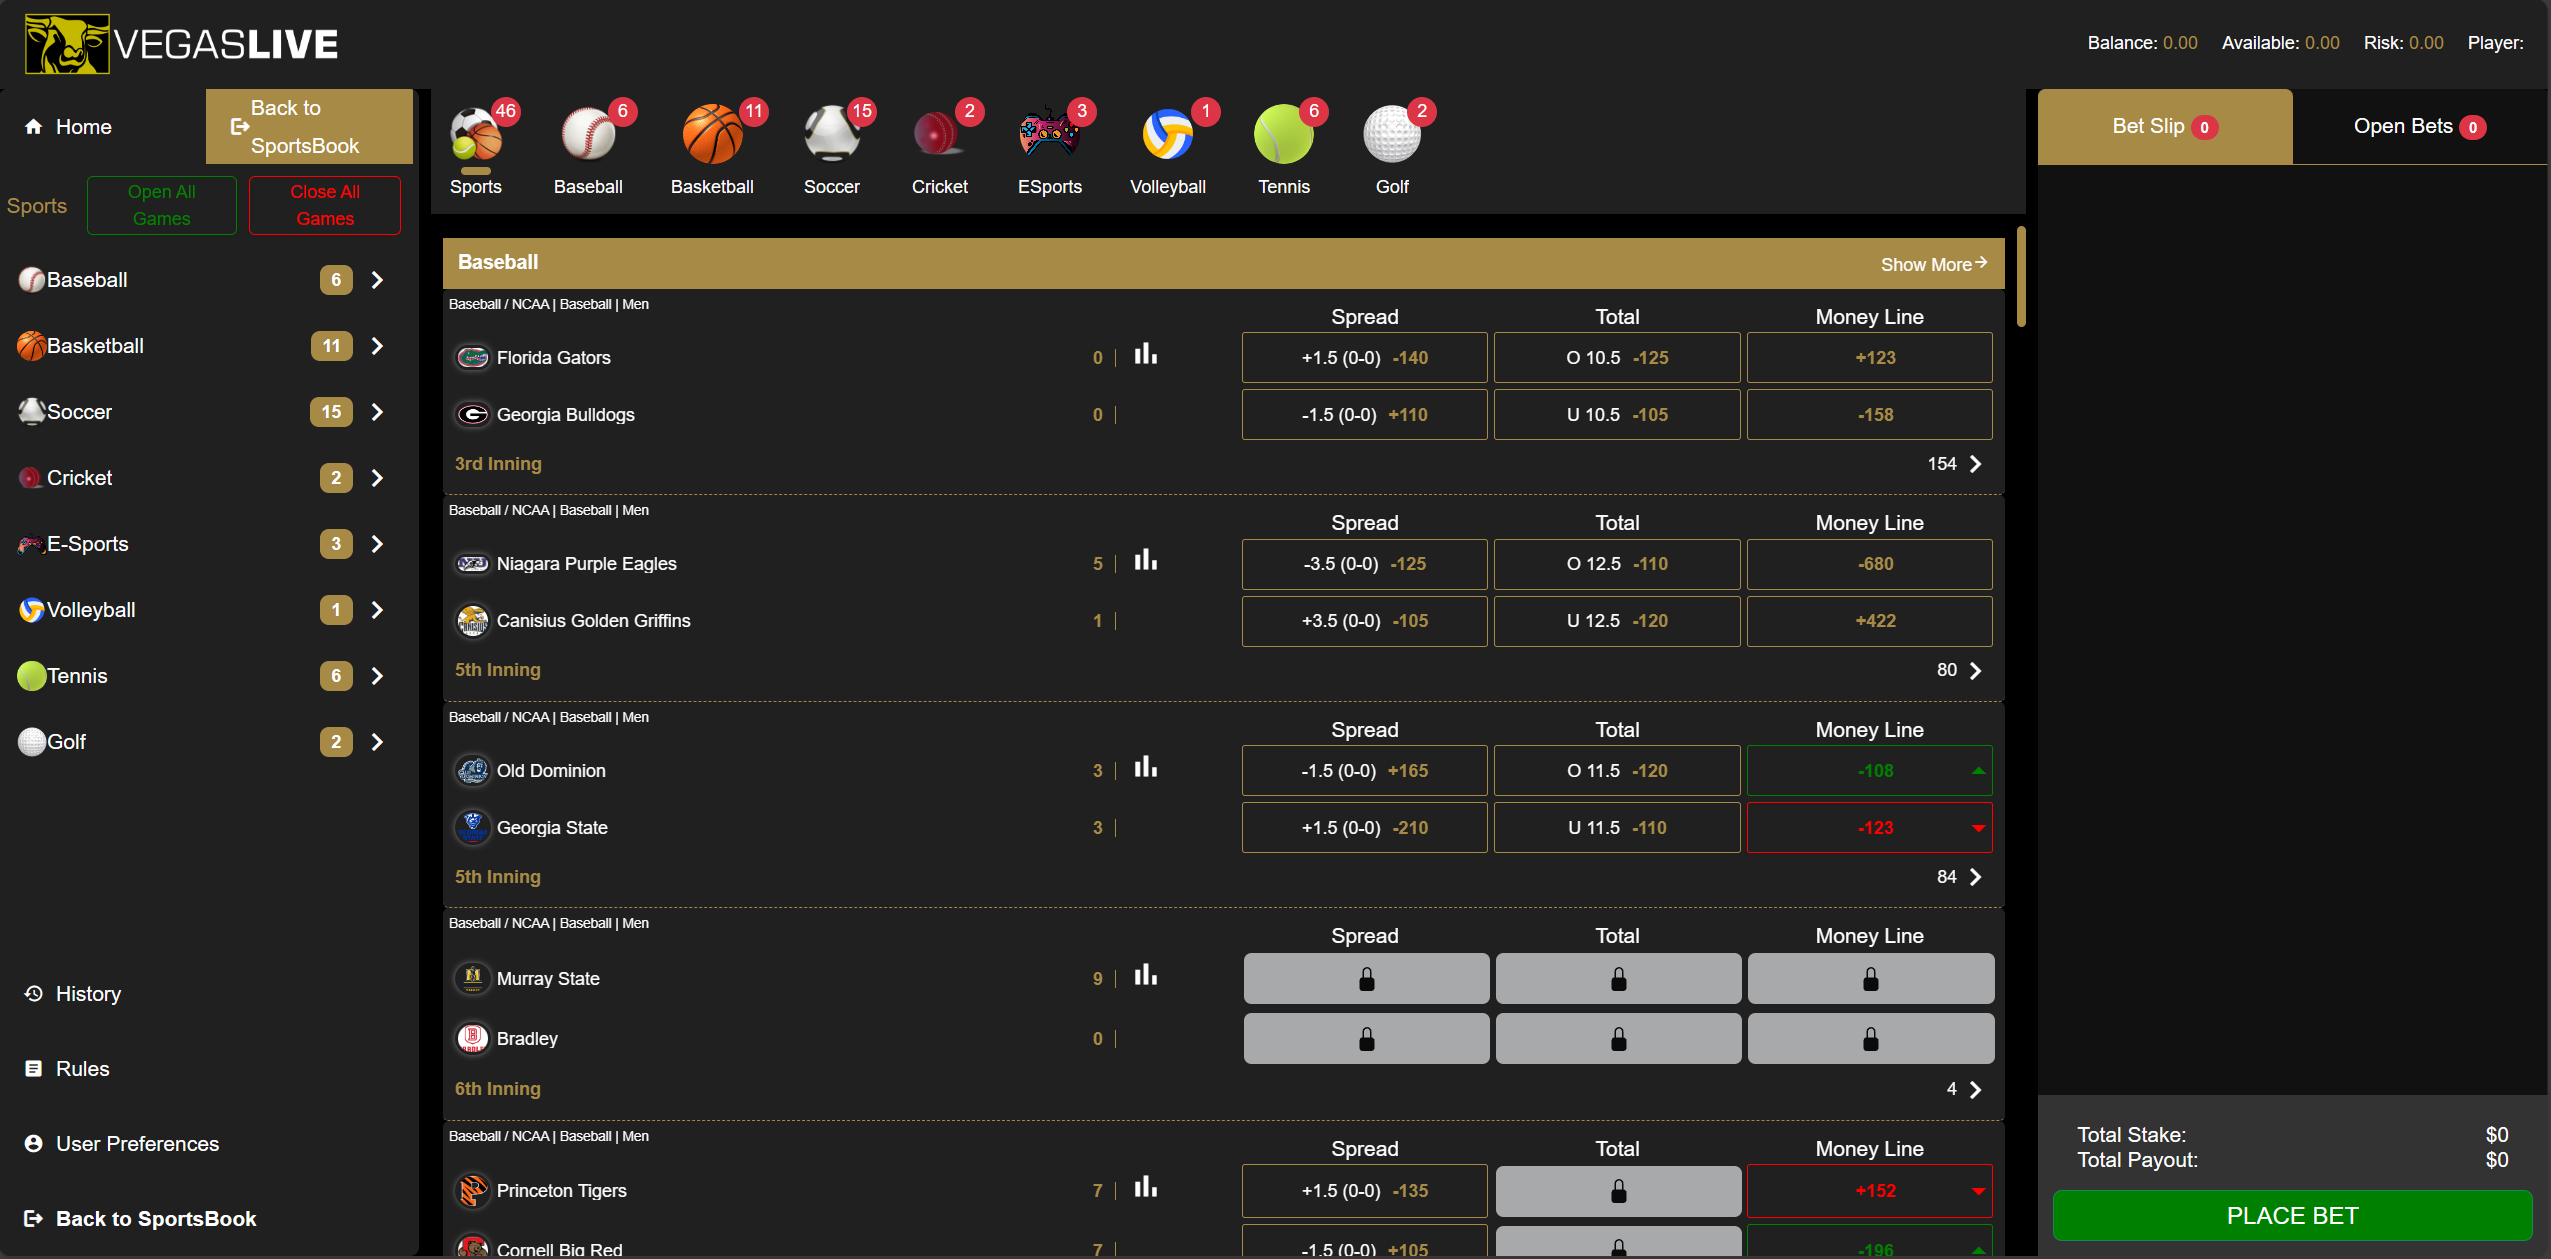 VEGASLIVE
Balance: 0.00 Available: 0.00 Risk: 0.00 Player:
Home
Back to
SportsBook
Sports
Open All
Games
Close All
Games
Baseball 6
Basketball 11
Soccer 15
Cricket 2
E-Sports 3
Volleyball 1
Tennis 6
Golf 2
History
Rules
User Preferences
Back to SportsBook
46 6 11 15 2 3 1 6 2
Sports Baseball Basketball Soccer Cricket ESports Volleyball Tennis Golf
Baseball Show More
Baseball / NCAA | Baseball | Men
Spread Total Money Line
Florida Gators 0 | +1.5 (0-0) -140 O 10.5 -125 +123
Georgia Bulldogs 0 | -1.5 (0-0) +110 U 10.5 -105 -158
3rd Inning 154
Baseball / NCAA | Baseball | Men
Spread Total Money Line
Niagara Purple Eagles 5 | -3.5 (0-0) -125 O 12.5 -110 -680
Canisius Golden Griffins 1 | +3.5 (0-0) -105 U 12.5 -120 +422
5th Inning 80
Baseball / NCAA | Baseball | Men
Spread Total Money Line
Old Dominion 3 | -1.5 (0-0) +165 O 11.5 -120 -108
Georgia State 3 | +1.5 (0-0) -210 U 11.5 -110 -123
5th Inning 84
Baseball / NCAA | Baseball | Men
Spread Total Money Line
Murray State 9 |
Bradley 0 |
6th Inning 4
Baseball / NCAA | Baseball | Men
Spread Total Money Line
Princeton Tigers 7 | +1.5 (0-0) -135 +152
Cornell Big Red 7 | -1.5 (0-0) +105 -196
Bet Slip 0
Open Bets 0
Total Stake: $0
Total Payout: $0
PLACE BET